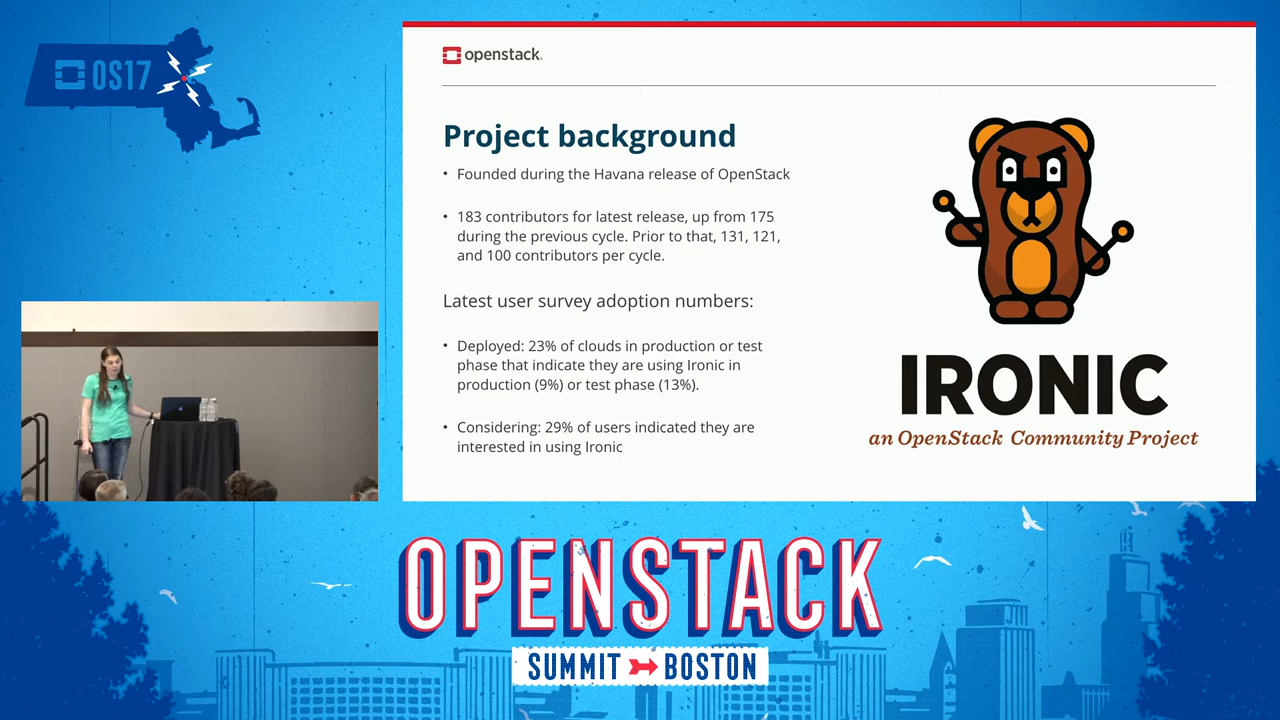 OS17
openstack.
Project background
• Founded during the Havana release of OpenStack
• 183 contributors for latest release, up from 175
during the previous cycle. Prior to that, 131, 121,
and 100 contributors per cycle.
Latest user survey adoption numbers:
• Deployed: 23% of clouds in production or test
phase that indicate they are using Ironic in
production (9%) or test phase (13%).
• Considering: 29% of users indicated they are
interested in using Ironic
IRONIC
an OpenStack Community Project
OPENSTACK
SUMMIT BOSTON